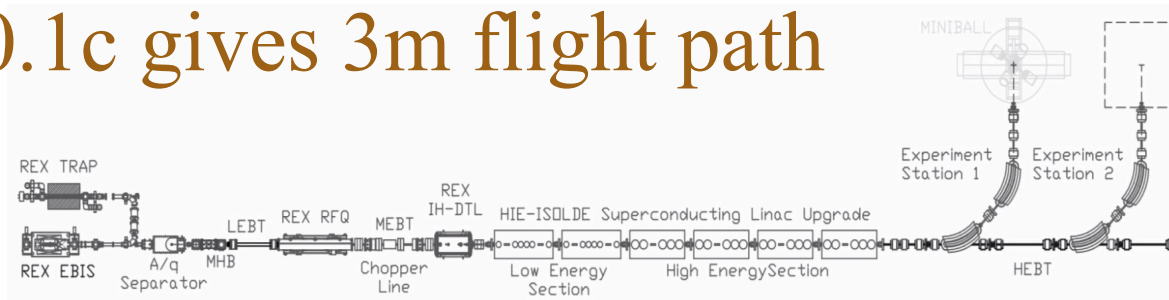 0.1c gives 3m flight path
MINIBALL
Experiment
Station 1
Experiment
Station 2
REX TRAP
REX
IH-DTL
HIE-ISOLDE Superconducting Linac Upgrade
LEBT
REX RFQ
MEBT
REX EBIS
A/q
Separator
MHB
Chopper
Line
Low Energy
Section
High EnergySection
HEBT